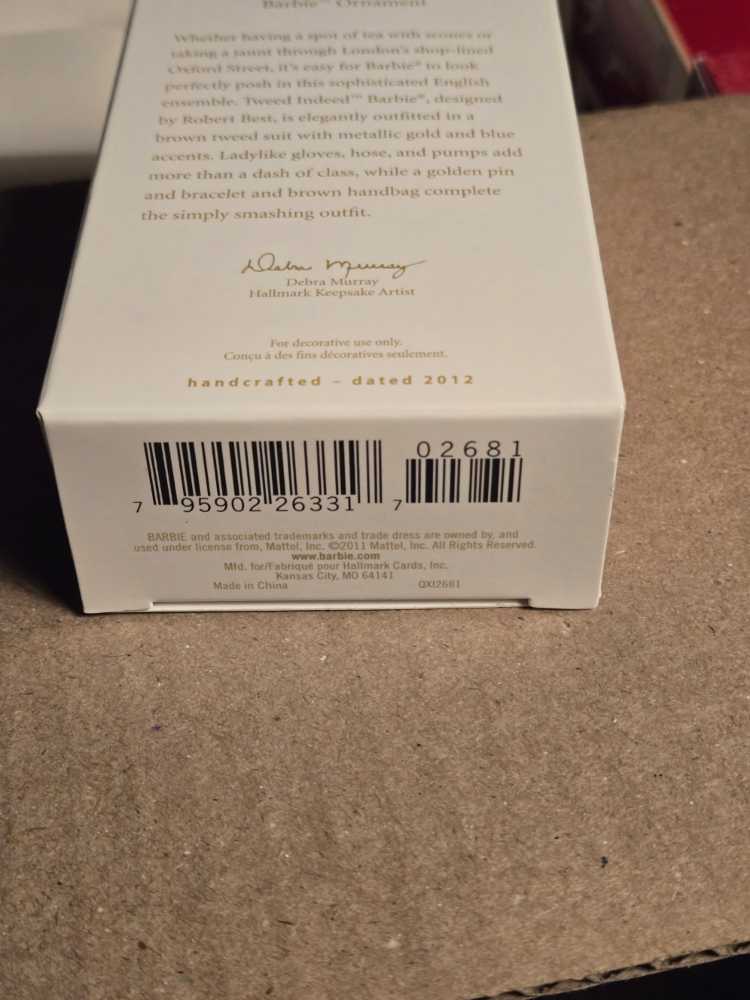 Barbie™ Ornament
Whether having a spot of tea with scones or
taking a jaunt through London's shop-lined
Oxford Street, it's easy for Barbie® to look
perfectly posh in this sophisticated English
ensemble. Tweed Indeed™ Barbie®, designed
by Robert Best, is elegantly outfitted in a
brown tweed suit with metallic gold and blue
accents. Ladylike gloves, hose, and pumps add
more than a dash of class, while a golden pin
and bracelet and brown handbag complete
the simply smashing outfit.
Debra Murray
Debra Murray
Hallmark Keepsake Artist
For decorative use only.
Conçu à des fins décoratives seulement.
handcrafted – dated 2012
02681
7 95902 26331 7
BARBIE and associated trademarks and trade dress are owned by, and
used under license from, Mattel, Inc. ©2011 Mattel, Inc. All Rights Reserved.
www.barbie.com
Mfd. for/Fabriqué pour Hallmark Cards, Inc.
Kansas City, MO 64141
Made in China QXI2681